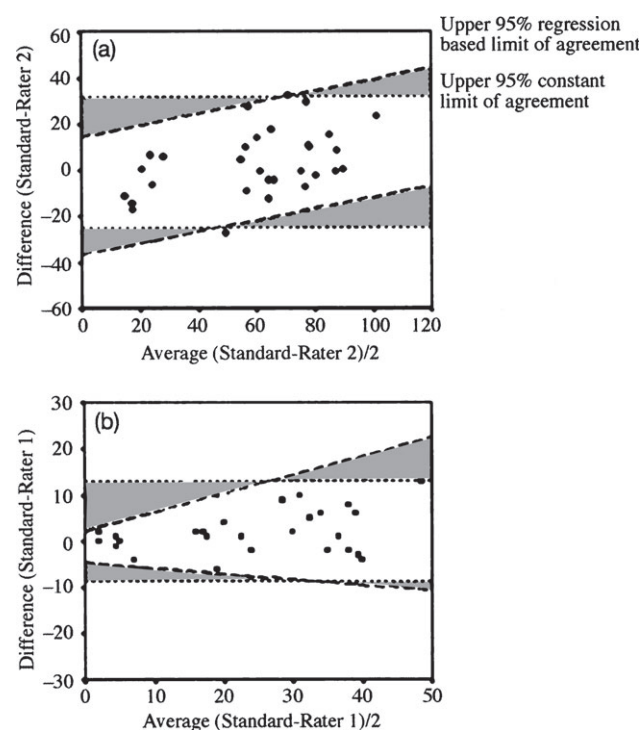 (a)
Upper 95% regression
based limit of agreement
Upper 95% constant
limit of agreement
Difference (Standard-Rater 2)
60
40
20
0
−20
−40
−60
0 20 40 60 80 100 120
Average (Standard-Rater 2)/2
(b)
Difference (Standard-Rater 1)
30
20
10
0
−10
−20
−30
0 10 20 30 40 50
Average (Standard-Rater 1)/2